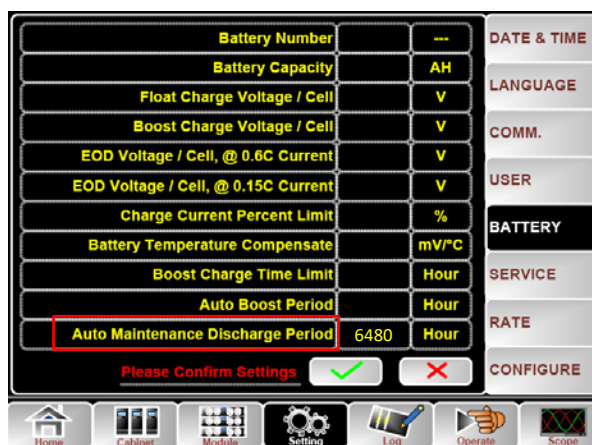 Battery Number --- DATE & TIME
Battery Capacity AH
LANGUAGE
Float Charge Voltage / Cell V
Boost Charge Voltage / Cell V
COMM.
EOD Voltage / Cell, @ 0.6C Current V
USER
EOD Voltage / Cell, @ 0.15C Current V
Charge Current Percent Limit %
BATTERY
Battery Temperature Compensate mV/°C
Boost Charge Time Limit Hour
SERVICE
Auto Boost Period Hour
RATE
Auto Maintenance Discharge Period 6480 Hour
Please Confirm Settings
CONFIGURE
Home Cabinet Module Setting Log Operate Scope